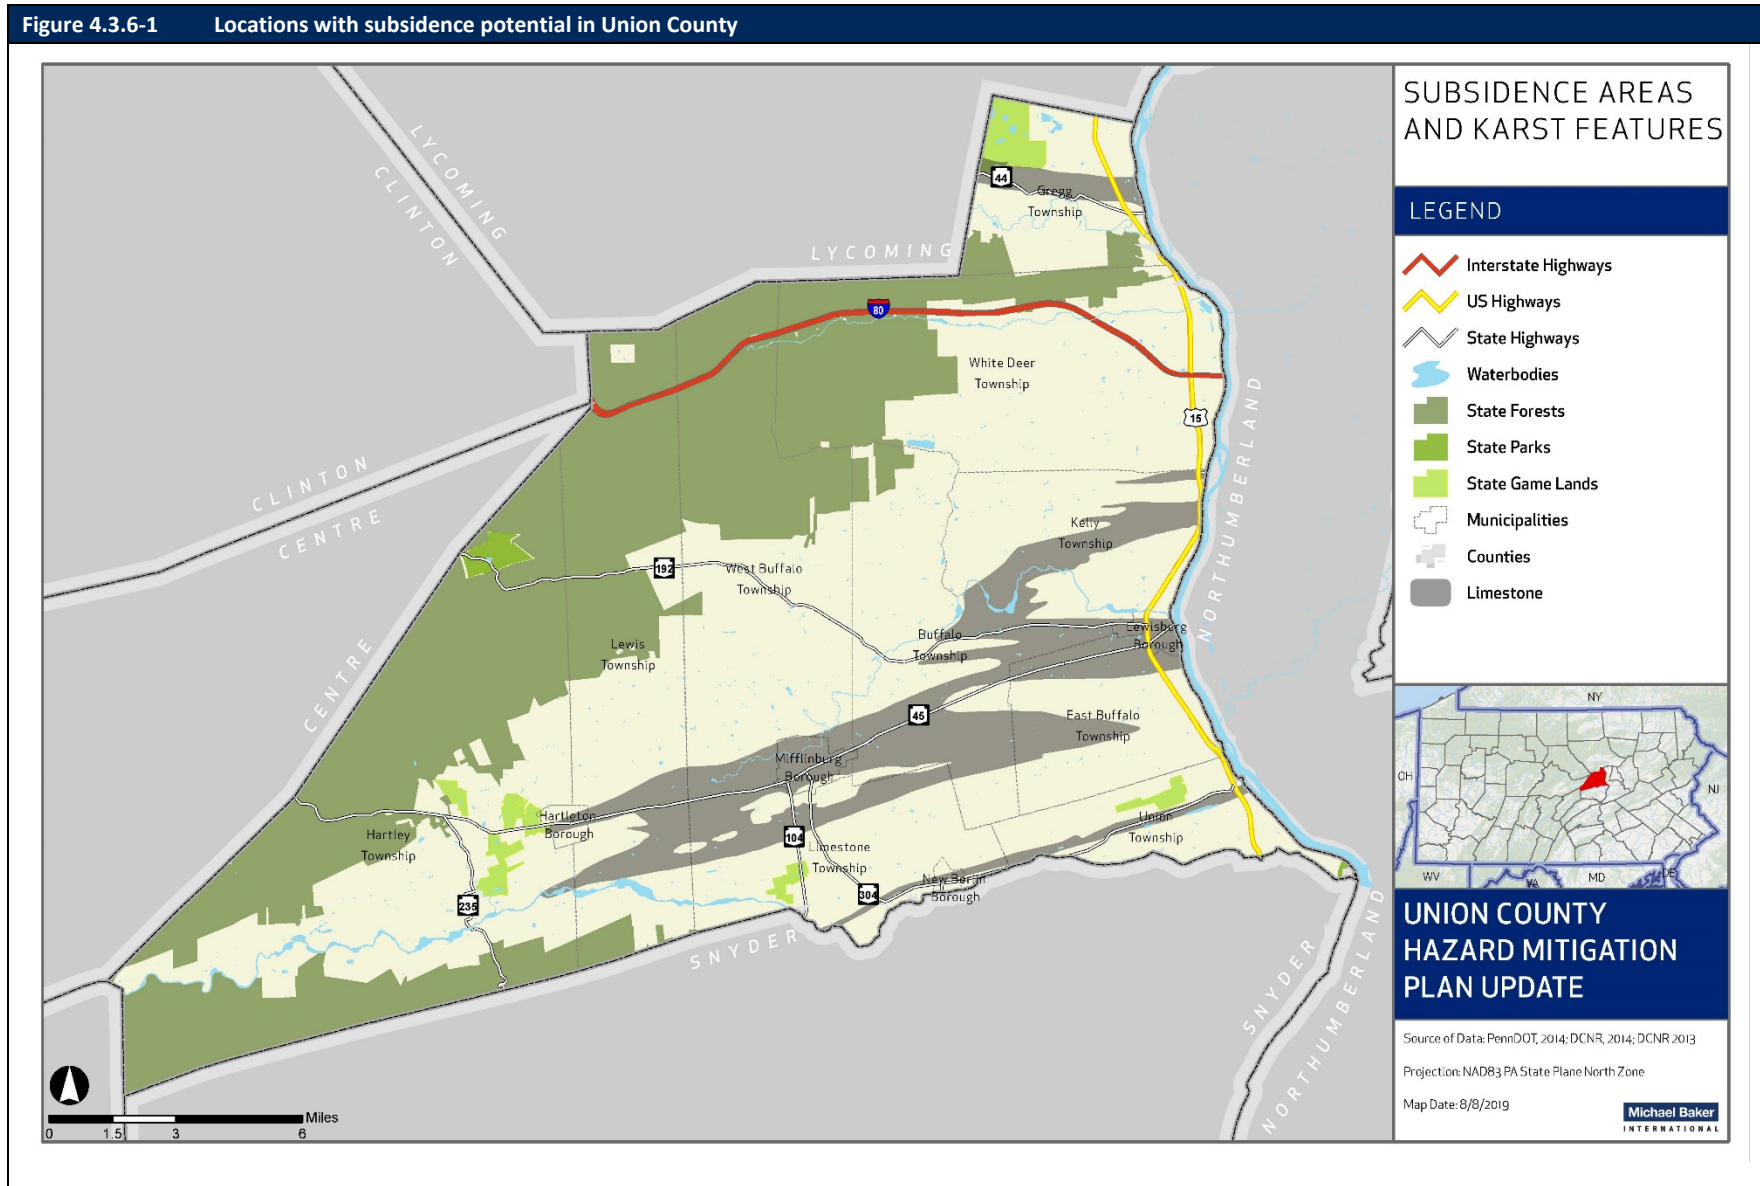 Figure 4.3.6-1 Locations with subsidence potential in Union County
SUBSIDENCE AREAS
AND KARST FEATURES
LEGEND
Interstate Highways
US Highways
State Highways
Waterbodies
State Forests
State Parks
State Game Lands
Municipalities
Counties
Limestone
LYCOMING
CLINTON
LYCOMING
CLINTON
CENTRE
CENTRE
NORTHUMBERLAND
SNYDER
SNYDER
NORTHUMBERLAND
44
Gregg
Township
80
White Deer
Township
15
Kelly
Township
192
West Buffalo
Township
Lewis
Township
Buffalo
Township
Lewisburg
Borough
45
East Buffalo
Township
Mifflinburg
Borough
Hartleton
Borough
Hartley
Township
104
Limestone
Township
Union
Township
235
304
New Berlin
Borough
Miles
0 1.5 3 6
NY
OH
NJ
WV
VA
MD
DE
UNION COUNTY
HAZARD MITIGATION
PLAN UPDATE
Source of Data: PennDOT, 2014; DCNR, 2014; DCNR 2013
Projection: NAD83 PA State Plane North Zone
Map Date: 8/8/2019
Michael Baker
INTERNATIONAL